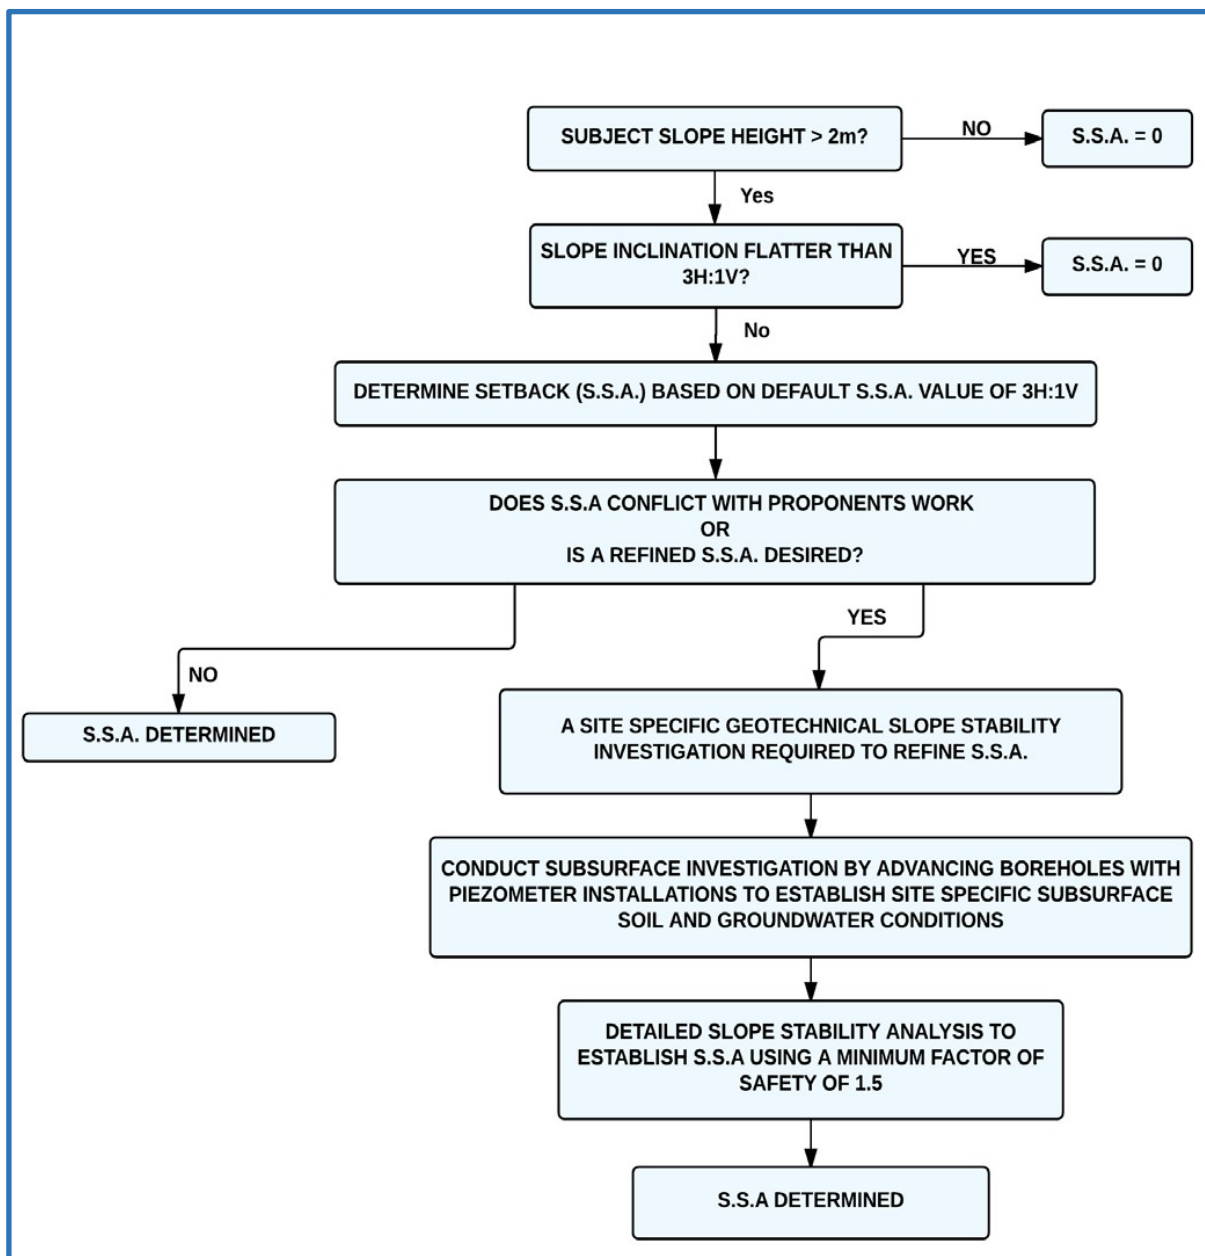 SUBJECT SLOPE HEIGHT > 2m?
NO
S.S.A. = 0
Yes
SLOPE INCLINATION FLATTER THAN
3H:1V?
YES
S.S.A. = 0
No
DETERMINE SETBACK (S.S.A.) BASED ON DEFAULT S.S.A. VALUE OF 3H:1V
DOES S.S.A CONFLICT WITH PROPONENTS WORK
OR
IS A REFINED S.S.A. DESIRED?
YES
NO
S.S.A. DETERMINED
A SITE SPECIFIC GEOTECHNICAL SLOPE STABILITY
INVESTIGATION REQUIRED TO REFINE S.S.A.
CONDUCT SUBSURFACE INVESTIGATION BY ADVANCING BOREHOLES WITH
PIEZOMETER INSTALLATIONS TO ESTABLISH SITE SPECIFIC SUBSURFACE
SOIL AND GROUNDWATER CONDITIONS
DETAILED SLOPE STABILITY ANALYSIS TO
ESTABLISH S.S.A USING A MINIMUM FACTOR OF
SAFETY OF 1.5
S.S.A DETERMINED